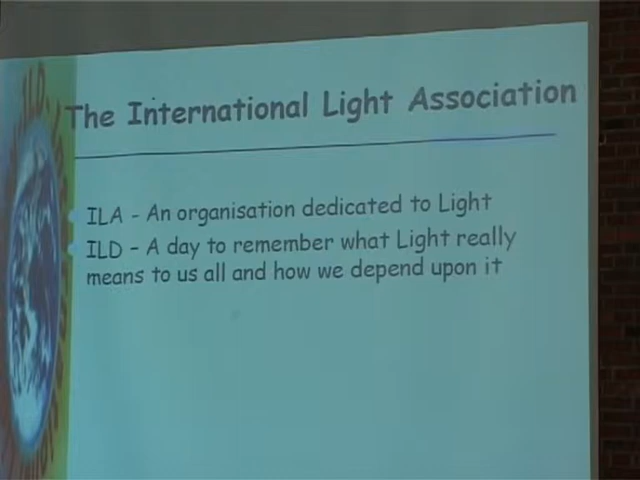 The International Light Association
ILA - An organisation dedicated to Light
ILD - A day to remember what Light really
means to us all and how we depend upon it
ILD